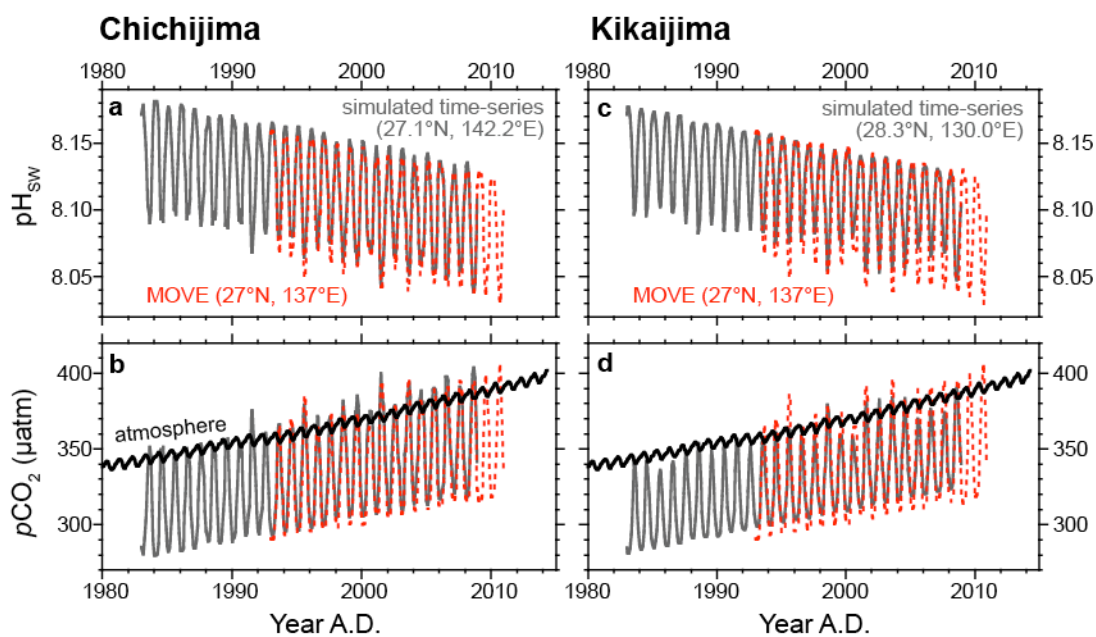 Chichijima
Kikaijima
1980 1990 2000 2010
1980 1990 2000 2010
a
simulated time-series
(27.1°N, 142.2°E)
c
simulated time-series
(28.3°N, 130.0°E)
8.15
8.10
8.05
pHsw
8.15
8.10
8.05
MOVE (27°N, 137°E)
MOVE (27°N, 137°E)
b
d
400
350
300
pCO2 (µatm)
atmosphere
400
350
300
1980 1990 2000 2010
1980 1990 2000 2010
Year A.D.
Year A.D.